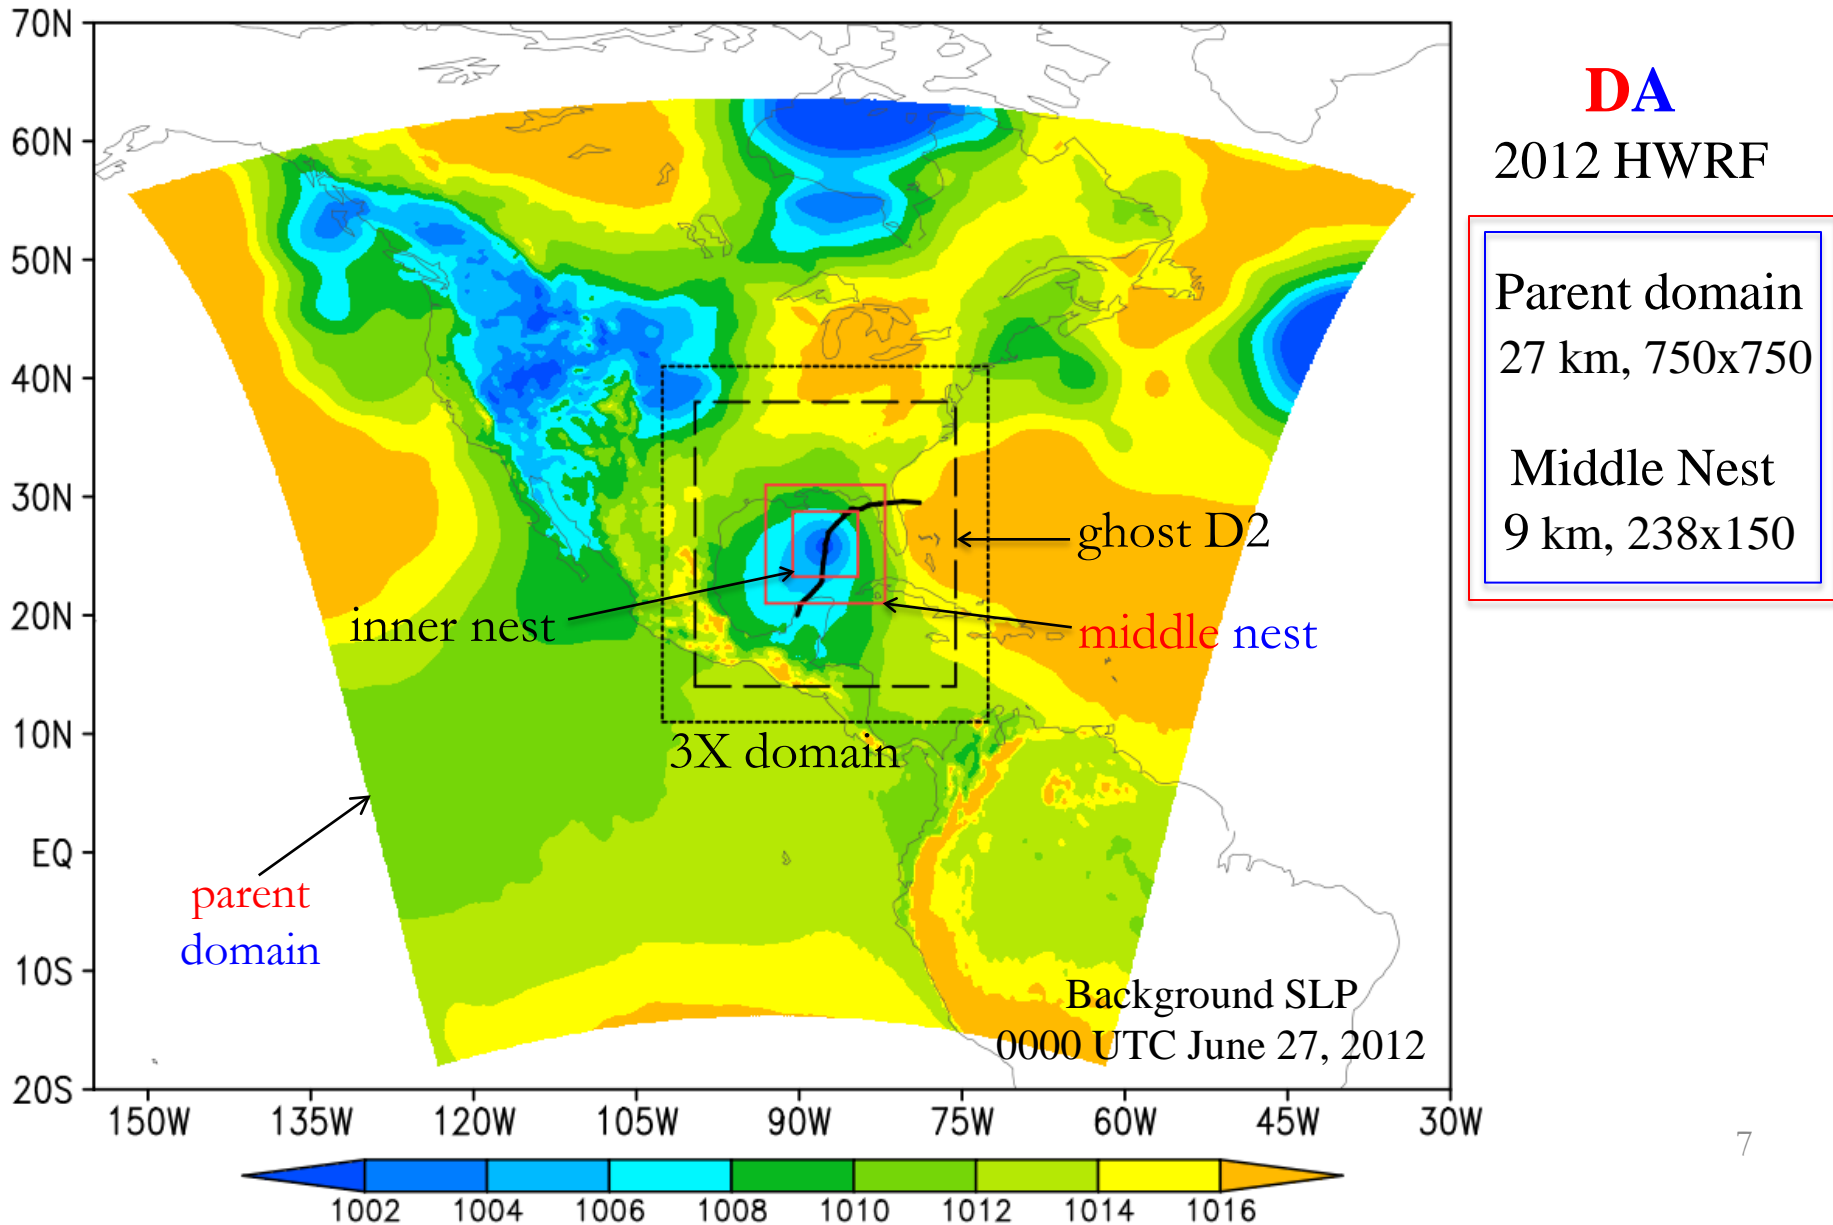 70N
60N
50N
40N
30N
20N
10N
EQ
10S
20S
150W 135W 120W 105W 90W 75W 60W 45W 30W
ghost D2
inner nest
middle nest
3X domain
parent
domain
Background SLP
0000 UTC June 27, 2012
1002 1004 1006 1008 1010 1012 1014 1016
DA
2012 HWRF
Parent domain
27 km, 750x750
Middle Nest
9 km, 238x150
7